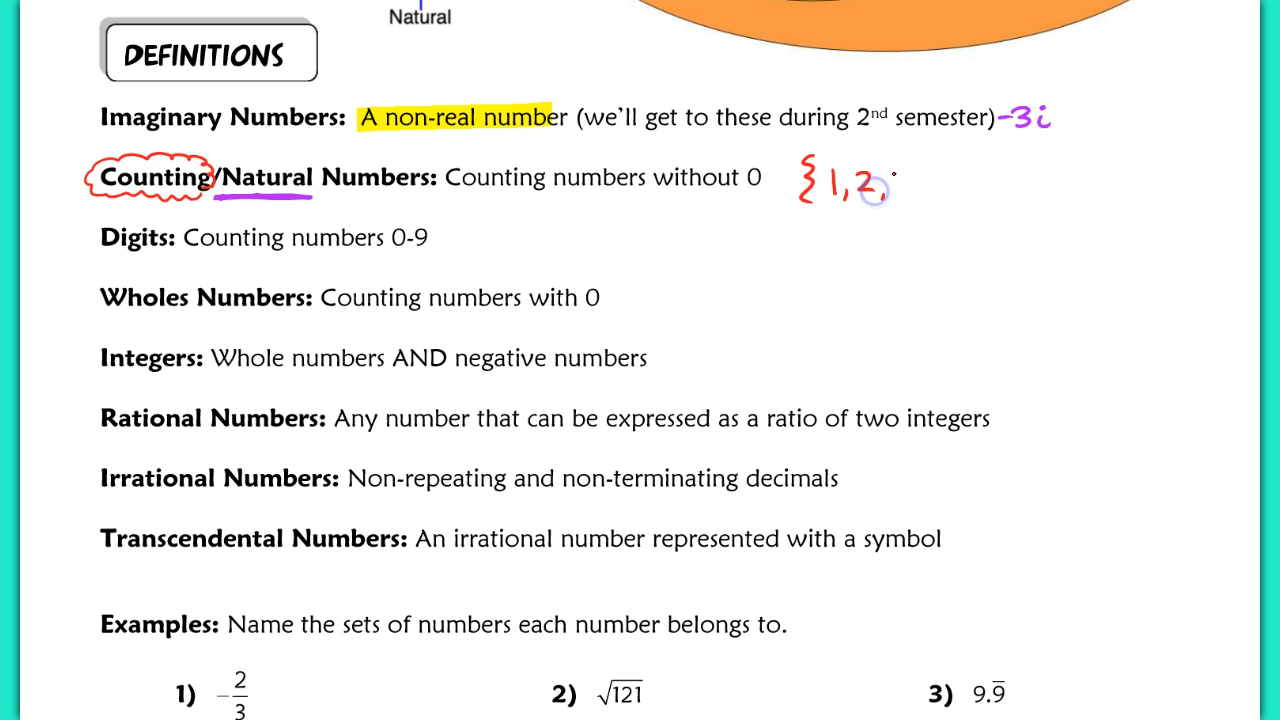 Natural
DEFINITIONS
Imaginary Numbers: A non-real number (we'll get to these during 2nd semester) -3i
Counting/Natural Numbers: Counting numbers without 0 { 1, 2,
Digits: Counting numbers 0-9
Wholes Numbers: Counting numbers with 0
Integers: Whole numbers AND negative numbers
Rational Numbers: Any number that can be expressed as a ratio of two integers
Irrational Numbers: Non-repeating and non-terminating decimals
Transcendental Numbers: An irrational number represented with a symbol
Examples: Name the sets of numbers each number belongs to.
1) -2/3 2) √121 3) 9.9̅